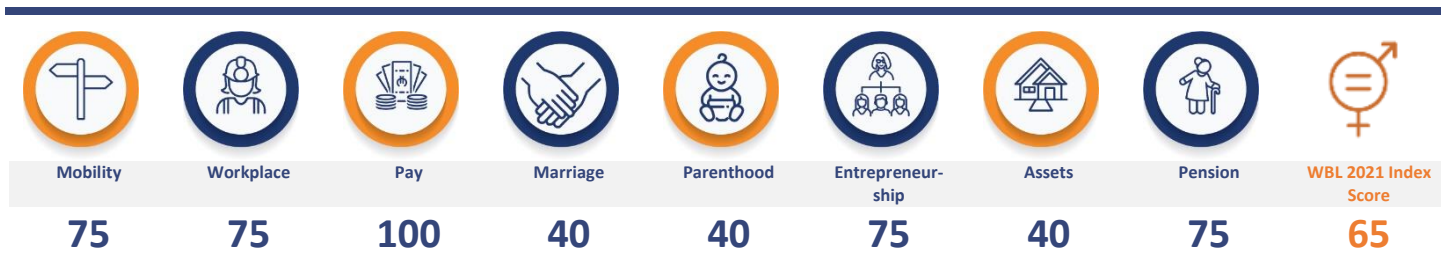 Mobility
Workplace
Pay
Marriage
Parenthood
Entrepreneur-
ship
Assets
Pension
WBL 2021 Index
Score
75
75
100
40
40
75
40
75
65